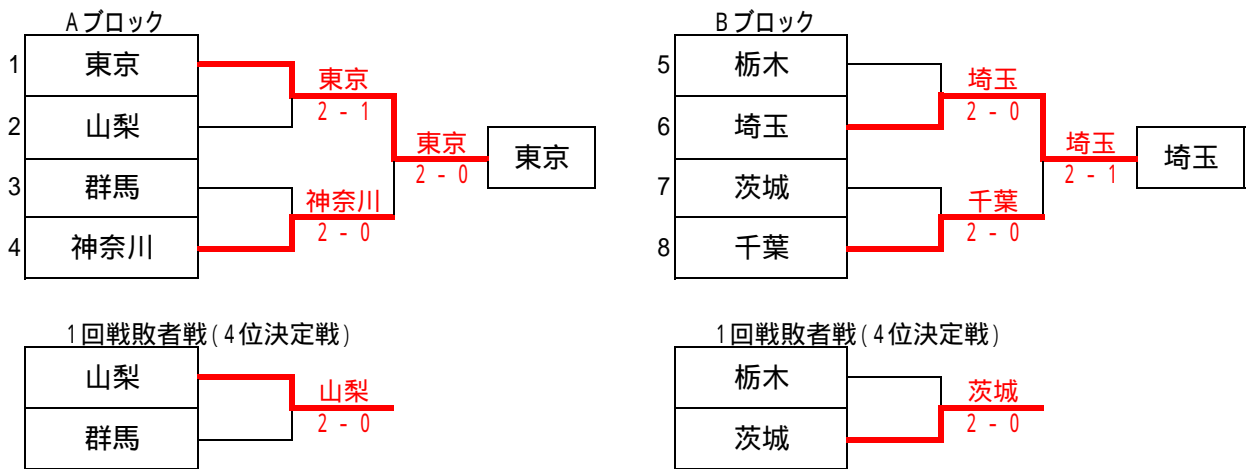 Aブロック
1 東京
2 山梨
3 群馬
4 神奈川
東京
2 - 1
神奈川
2 - 0
東京
2 - 0
東京
Bブロック
5 栃木
6 埼玉
7 茨城
8 千葉
埼玉
2 - 0
千葉
2 - 0
埼玉
2 - 1
埼玉
1回戦敗者戦(4位決定戦)
山梨
群馬
山梨
2 - 0
1回戦敗者戦(4位決定戦)
栃木
茨城
茨城
2 - 0